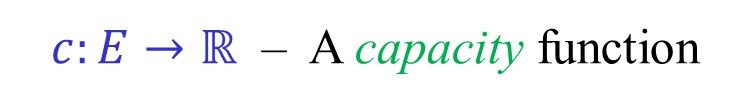 c: E → ℝ – A capacity function